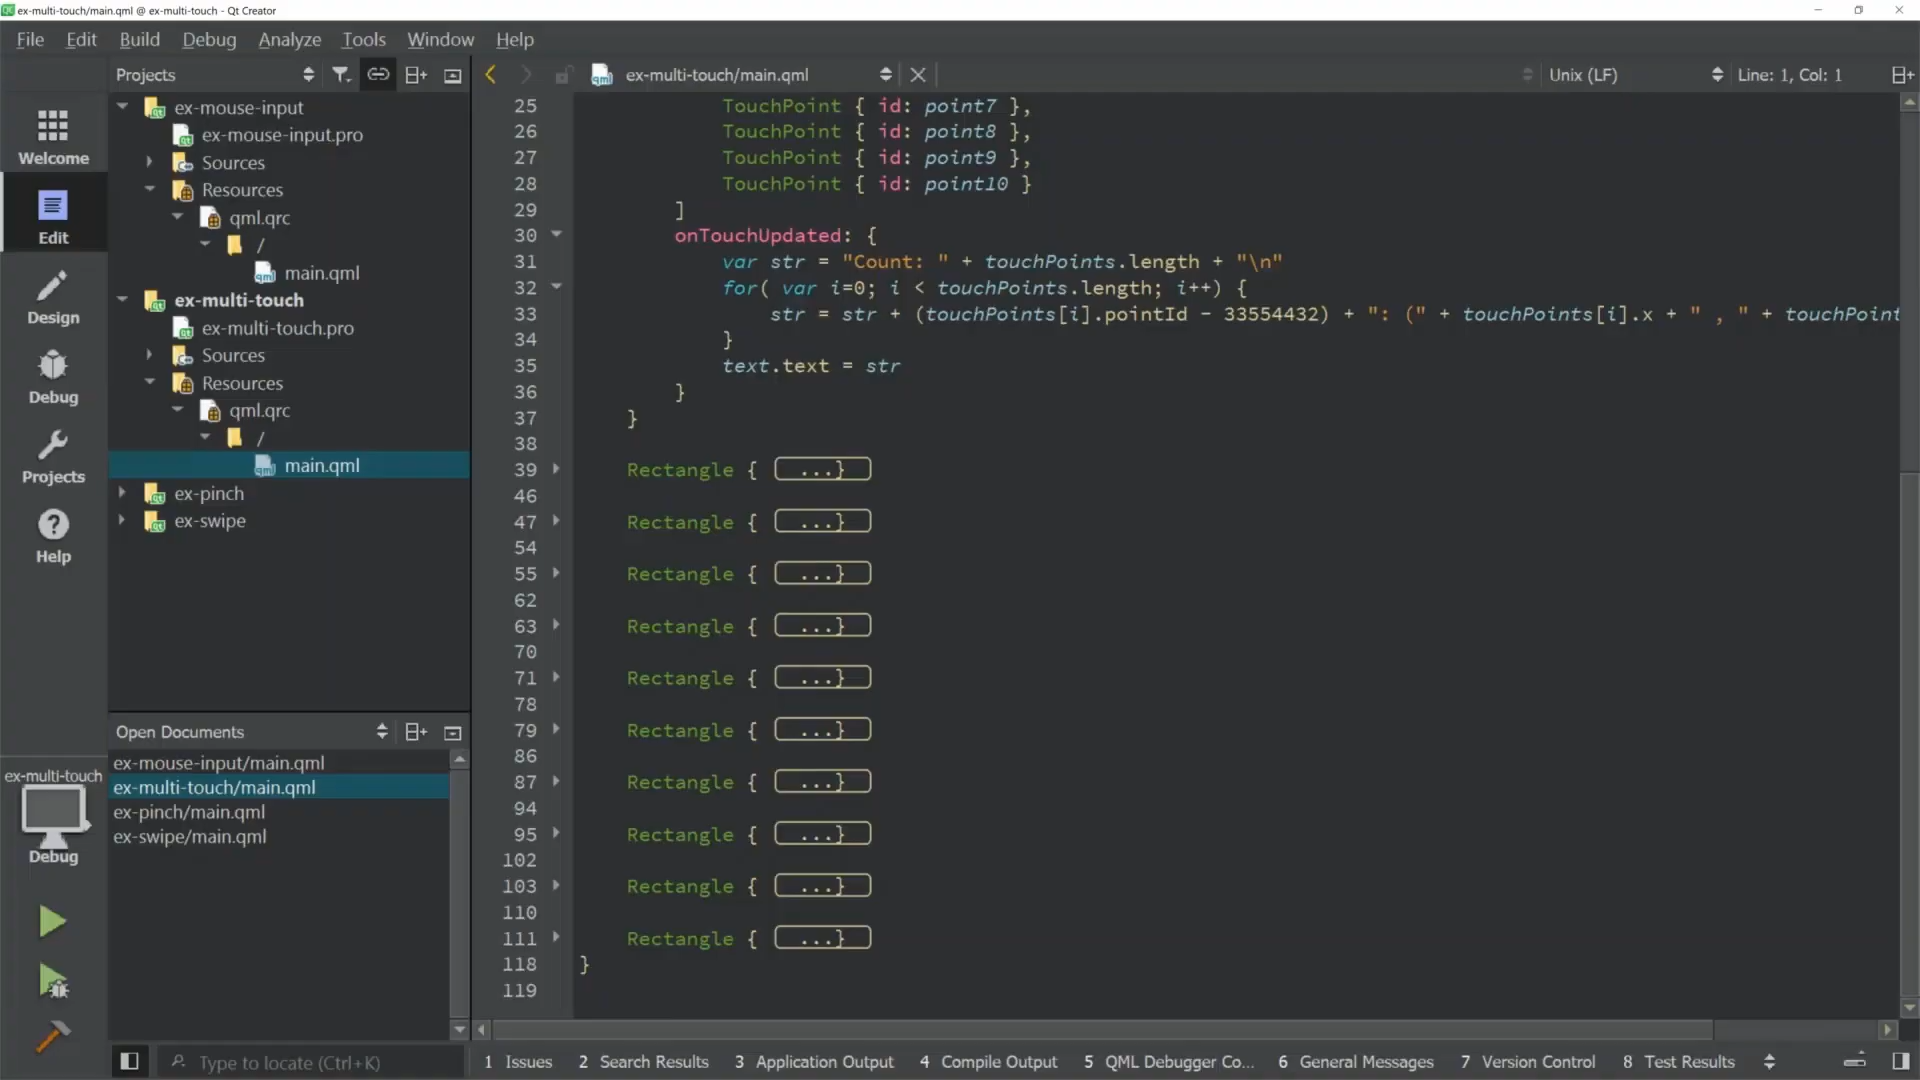 ex-multi-touch/main.qml @ ex-multi-touch - Qt Creator
File Edit Build Debug Analyze Tools Window Help
Projects
ex-multi-touch/main.qml
Unix (LF)
Line: 1, Col: 1
Welcome
Edit
Design
Debug
Projects
Help
ex-mouse-input
ex-mouse-input.pro
Sources
Resources
qml.qrc
/
main.qml
ex-multi-touch
ex-multi-touch.pro
Sources
Resources
qml.qrc
/
main.qml
ex-pinch
ex-swipe
Open Documents
ex-mouse-input/main.qml
ex-multi-touch/main.qml
ex-pinch/main.qml
ex-swipe/main.qml
ex-multi-touch
Debug
25 TouchPoint { id: point7 },
26 TouchPoint { id: point8 },
27 TouchPoint { id: point9 },
28 TouchPoint { id: point10 }
29 ]
30 onTouchUpdated: {
31 var str = "Count: " + touchPoints.length + "\n"
32 for( var i=0; i < touchPoints.length; i++) {
33 str = str + (touchPoints[i].pointId - 33554432) + ": (" + touchPoints[i].x + " , " + touchPoint
34 }
35 text.text = str
36 }
37 }
38
39 Rectangle { ...}
46
47 Rectangle { ...}
54
55 Rectangle { ...}
62
63 Rectangle { ...}
70
71 Rectangle { ...}
78
79 Rectangle { ...}
86
87 Rectangle { ...}
94
95 Rectangle { ...}
102
103 Rectangle { ...}
110
111 Rectangle { ...}
118 }
119
Type to locate (Ctrl+K)
1 Issues 2 Search Results 3 Application Output 4 Compile Output 5 QML Debugger Co... 6 General Messages 7 Version Control 8 Test Results